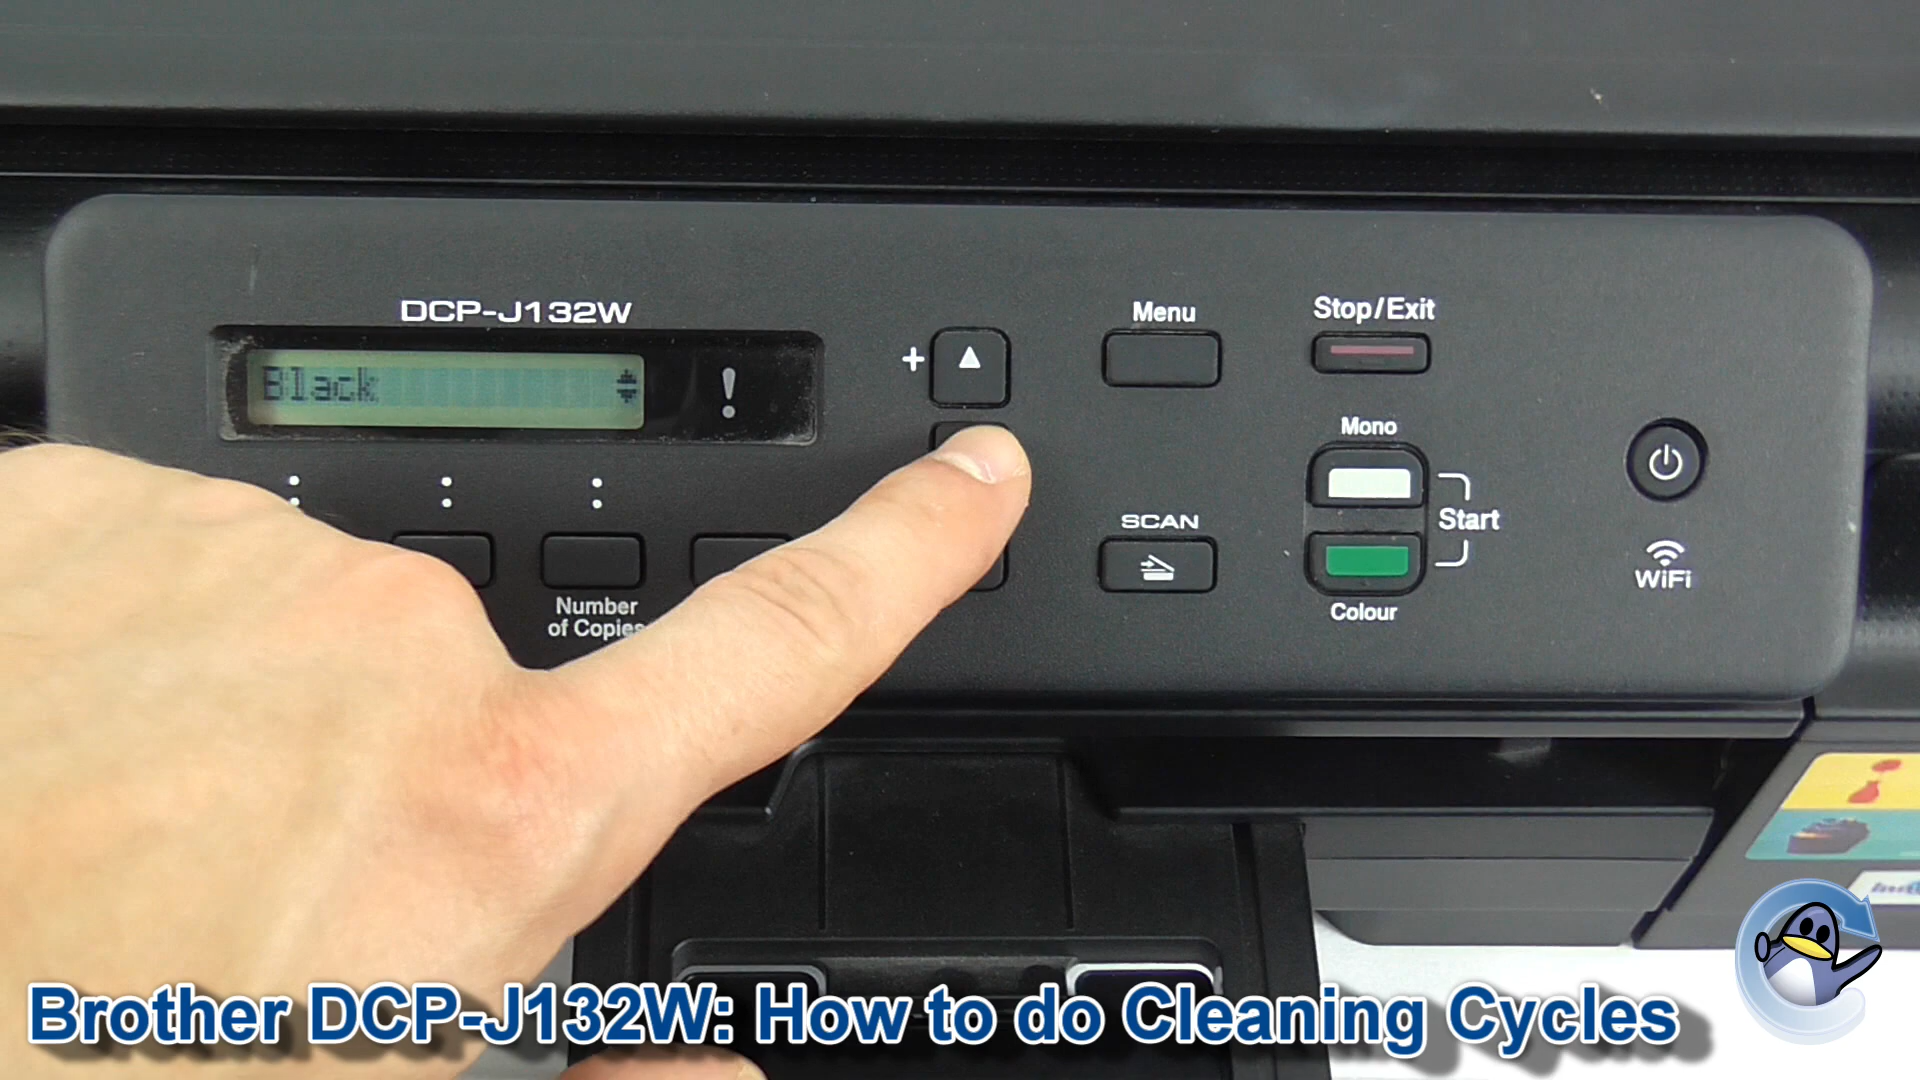 DCP-J132W
Black
+
Menu
Stop/Exit
Mono
Start
SCAN
Colour
WiFi
Number
of Copies
Brother DCP-J132W: How to do Cleaning Cycles